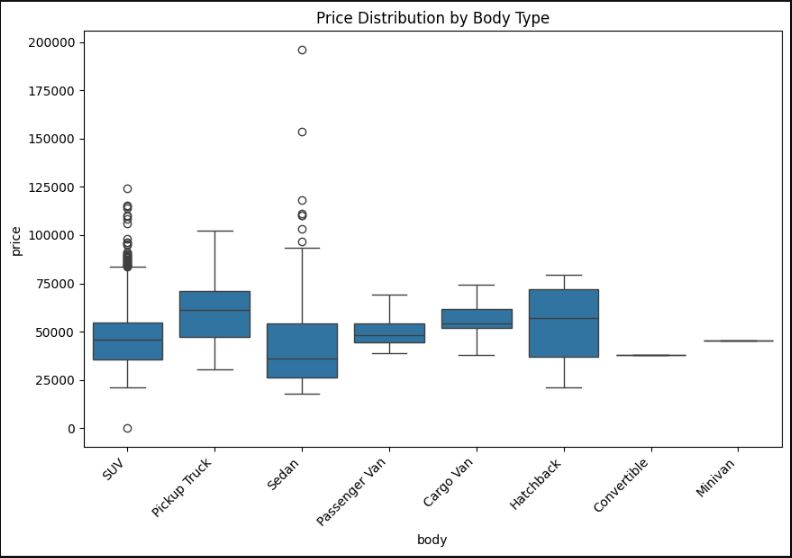 Price Distribution by Body Type
200000
175000
150000
125000
100000
75000
50000
25000
0
price
SUV
Pickup Truck
Sedan
Passenger Van
Cargo Van
Hatchback
Convertible
Minivan
body